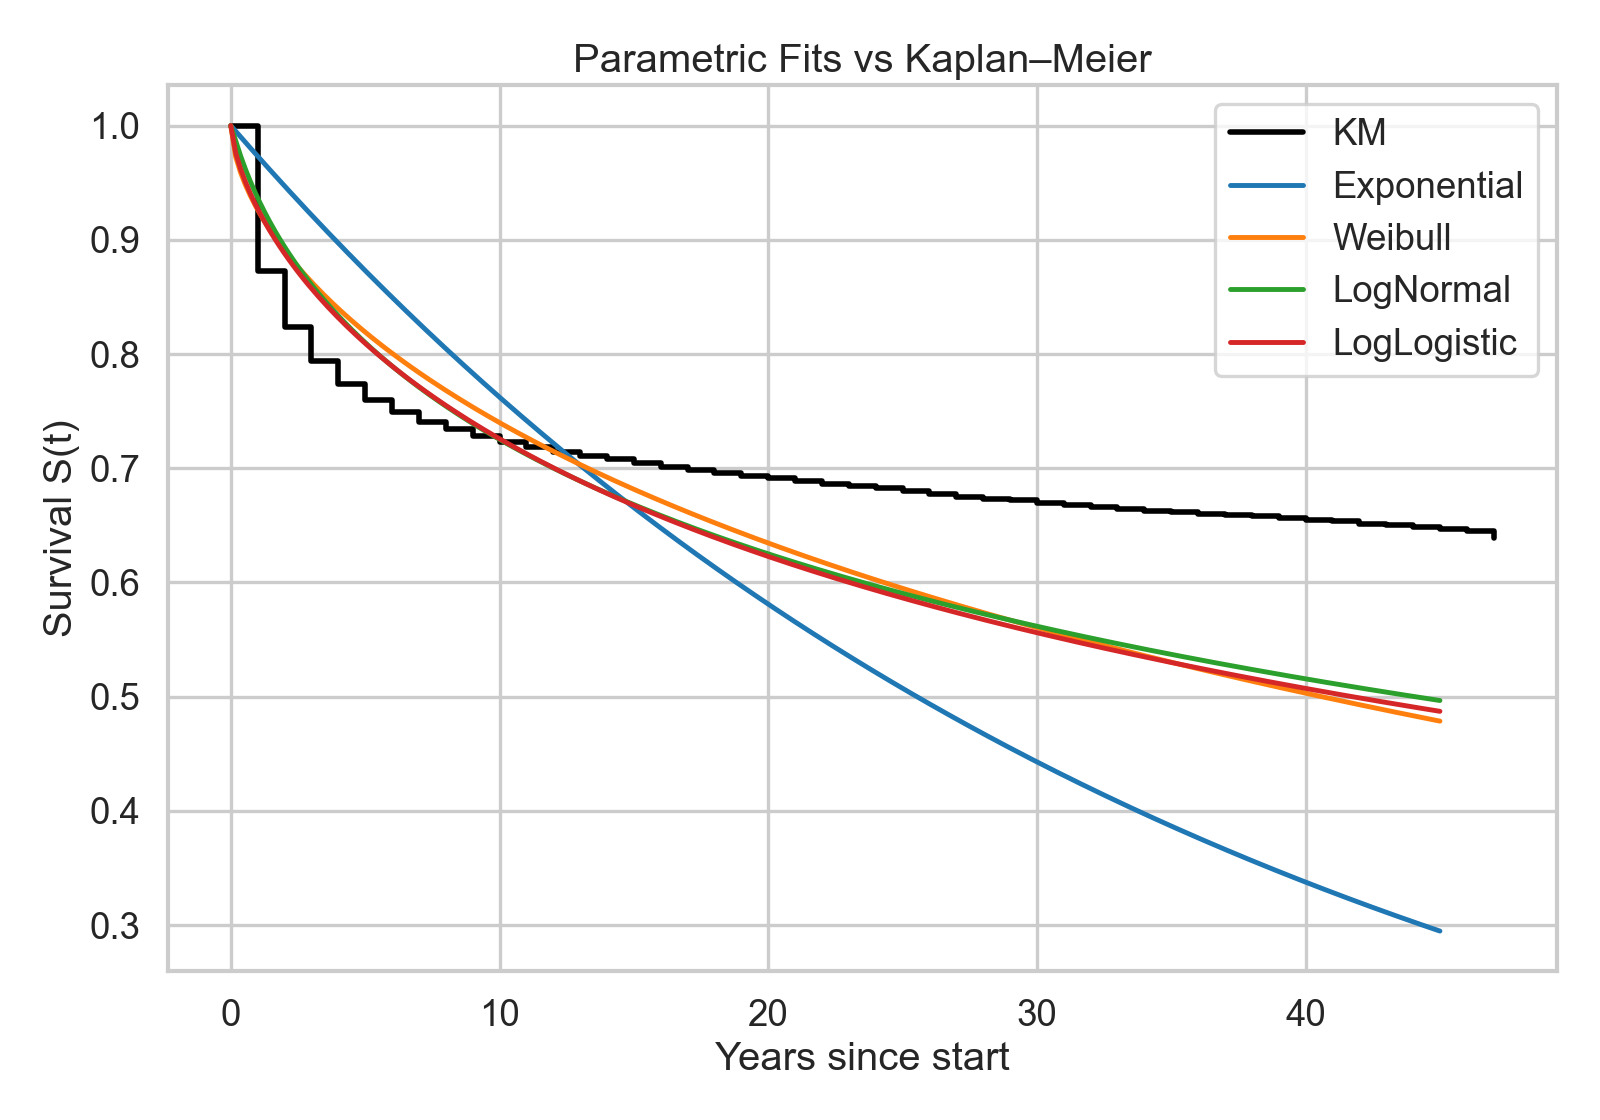 Parametric Fits vs Kaplan–Meier
KM
Exponential
Weibull
LogNormal
LogLogistic
Survival S(t)
1.0
0.9
0.8
0.7
0.6
0.5
0.4
0.3
0 10 20 30 40
Years since start